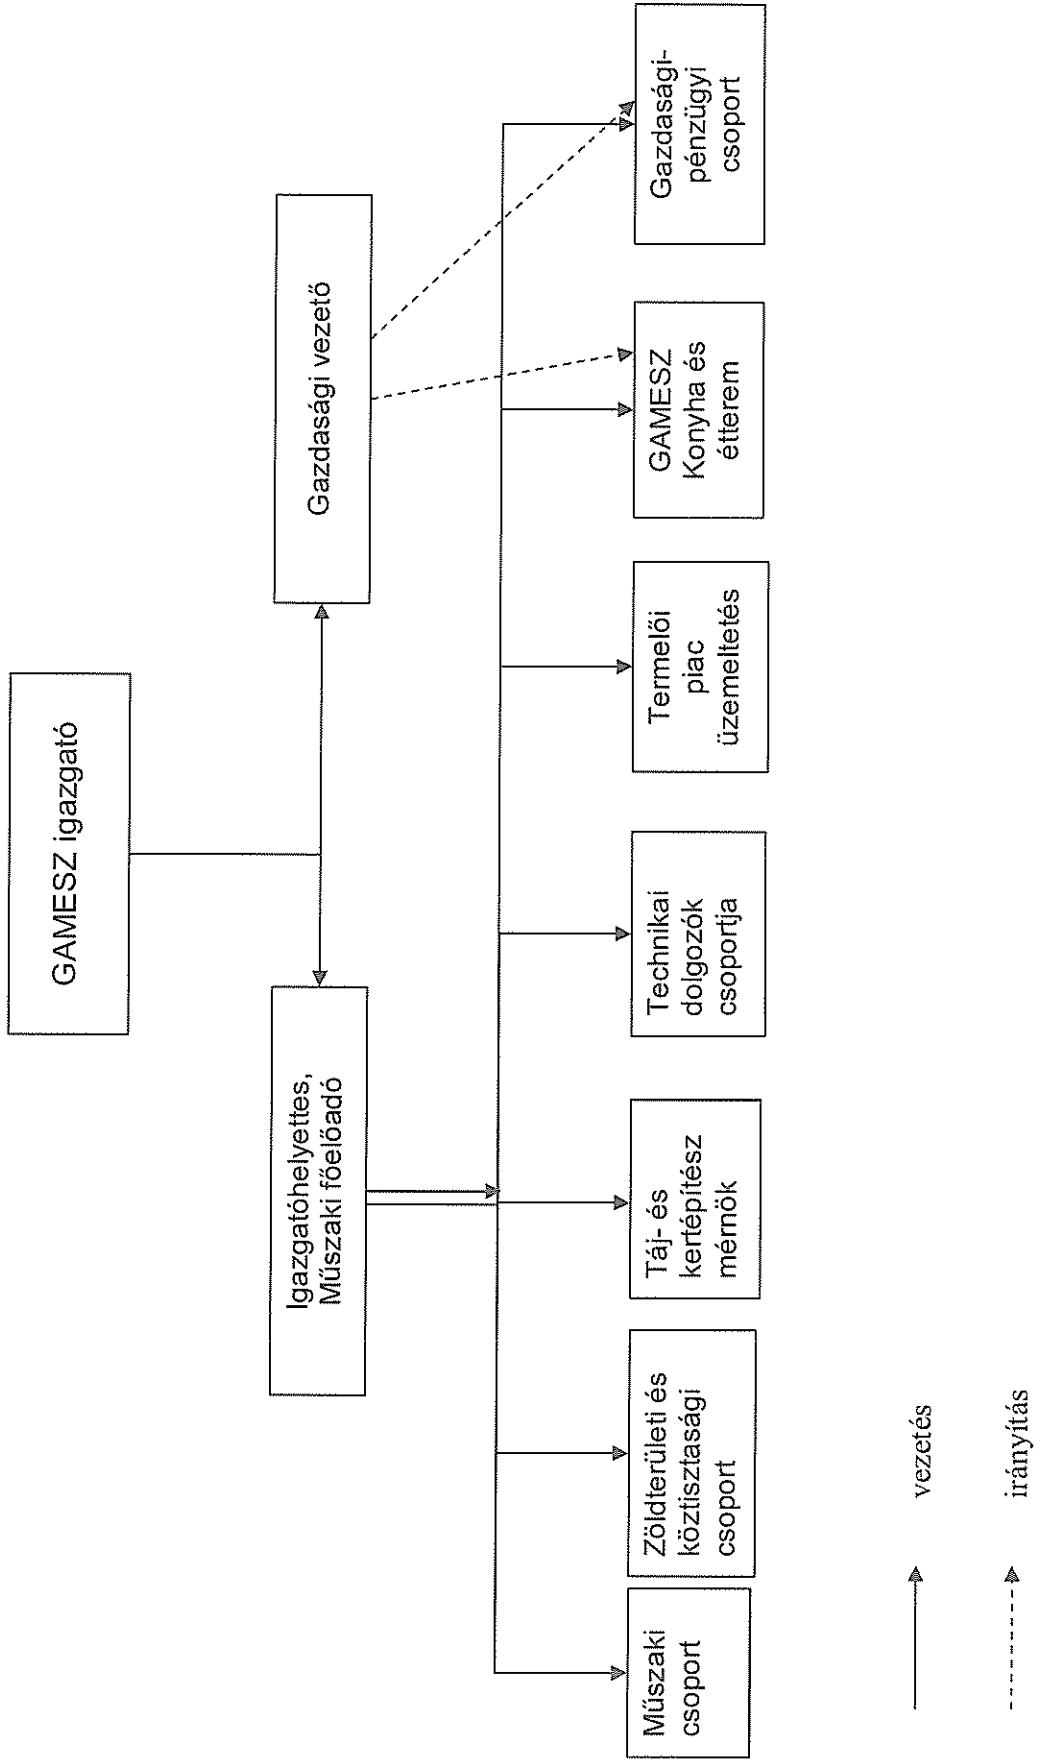 GAMESZ igazgató
Igazgatóhelyettes,
Műszaki főelőadó
Gazdasági vezető
Műszaki
csoport
Zöldterületi és
köztisztasági
csoport
Táj- és
kertépítész
mérnök
Technikai
dolgozók
csoportja
Termelői
piac
üzemeltetés
GAMESZ
Konyha és
étterem
Gazdasági-
pénzügyi
csoport
vezetés
irányítás